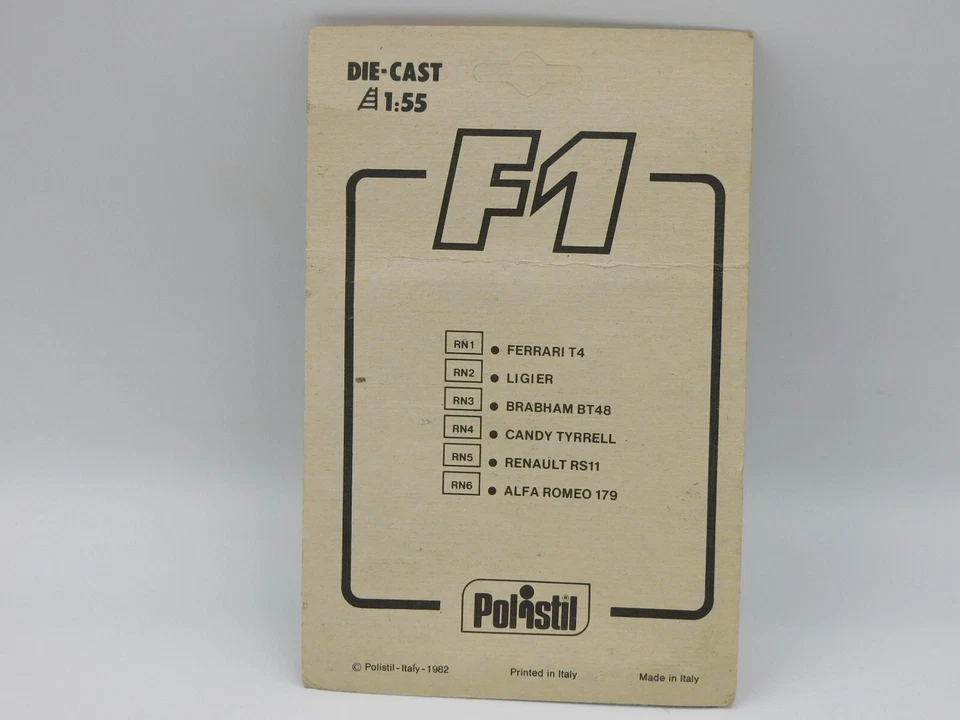 DIE-CAST
1:55
F1
RN1 • FERRARI T4
RN2 • LIGIER
RN3 • BRABHAM BT48
RN4 • CANDY TYRRELL
RN5 • RENAULT RS11
RN6 • ALFA ROMEO 179
Polistil ®
© Polistil-Italy-1982 Printed in Italy Made in Italy